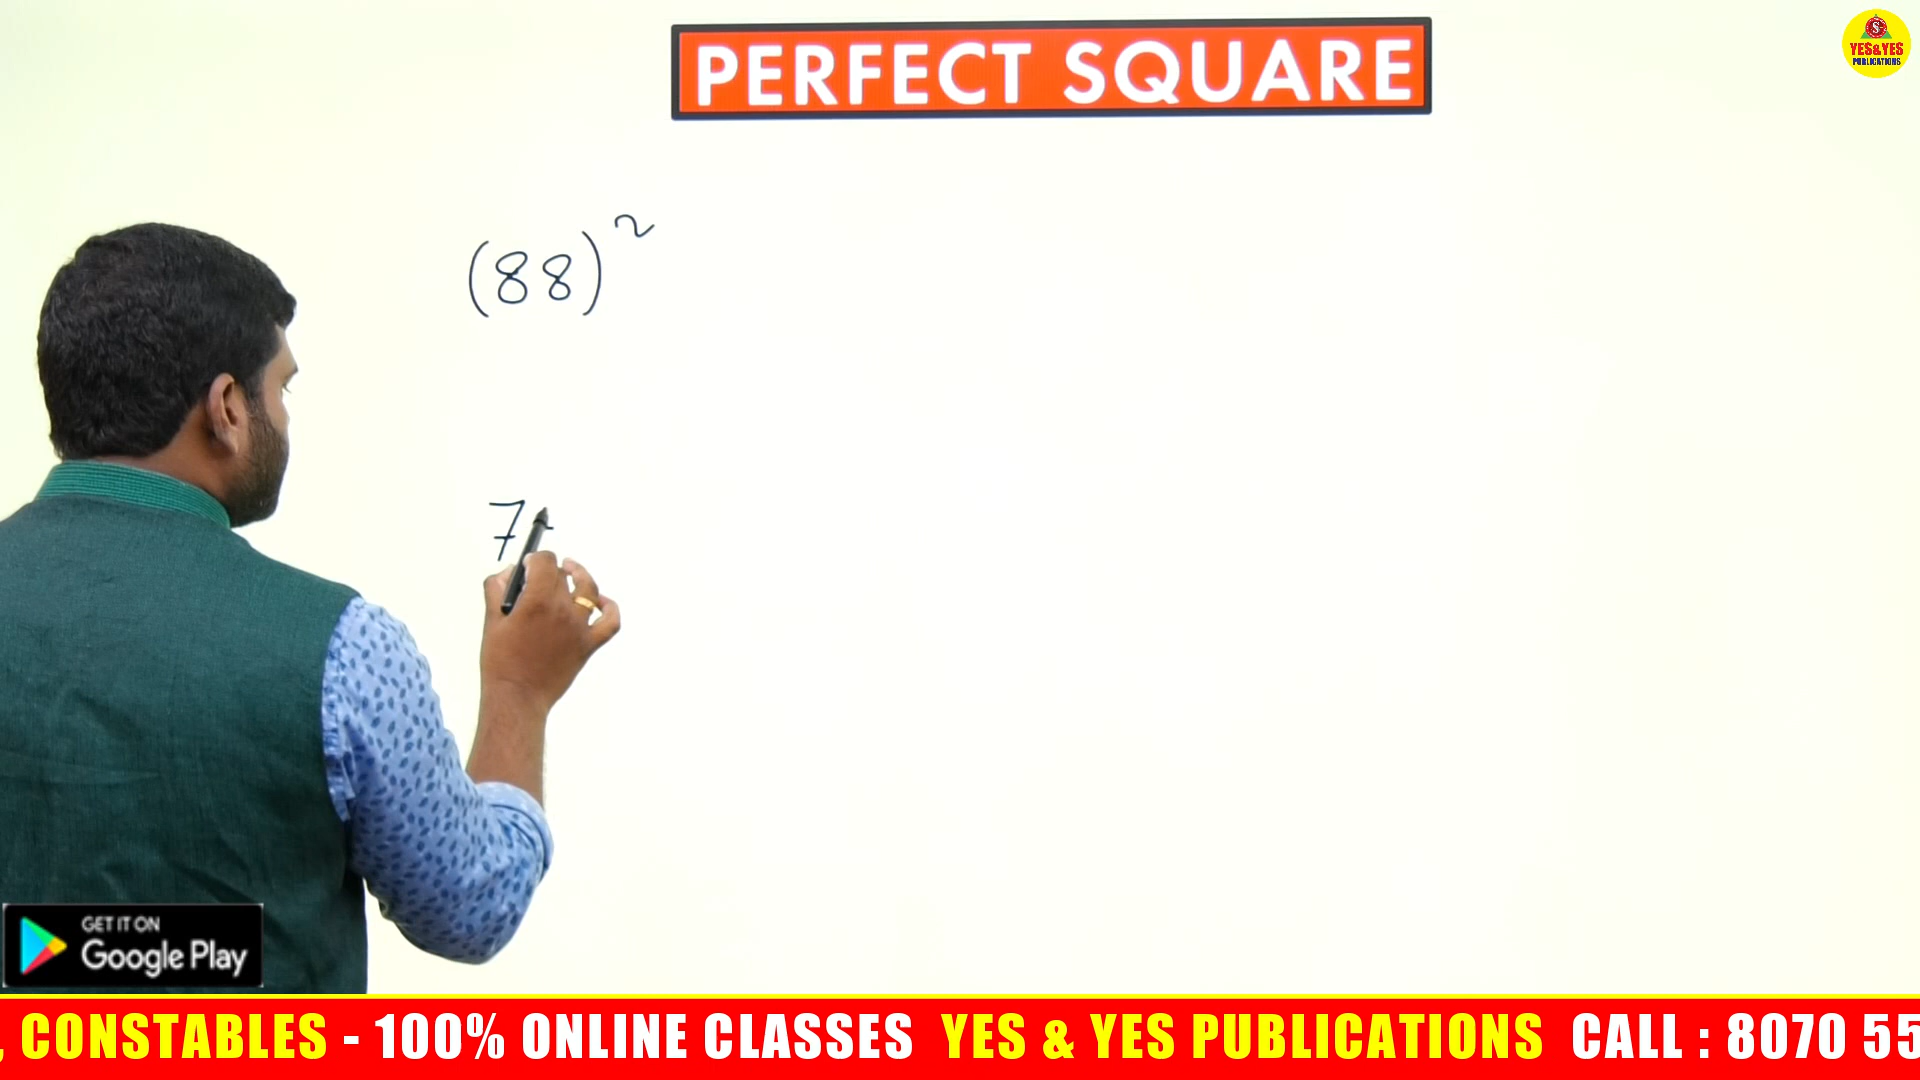 PERFECT SQUARE
YES&YES
PUBLICATIONS
(88)²
7
GET IT ON
Google Play
, CONSTABLES - 100% ONLINE CLASSES YES & YES PUBLICATIONS CALL : 8070 55